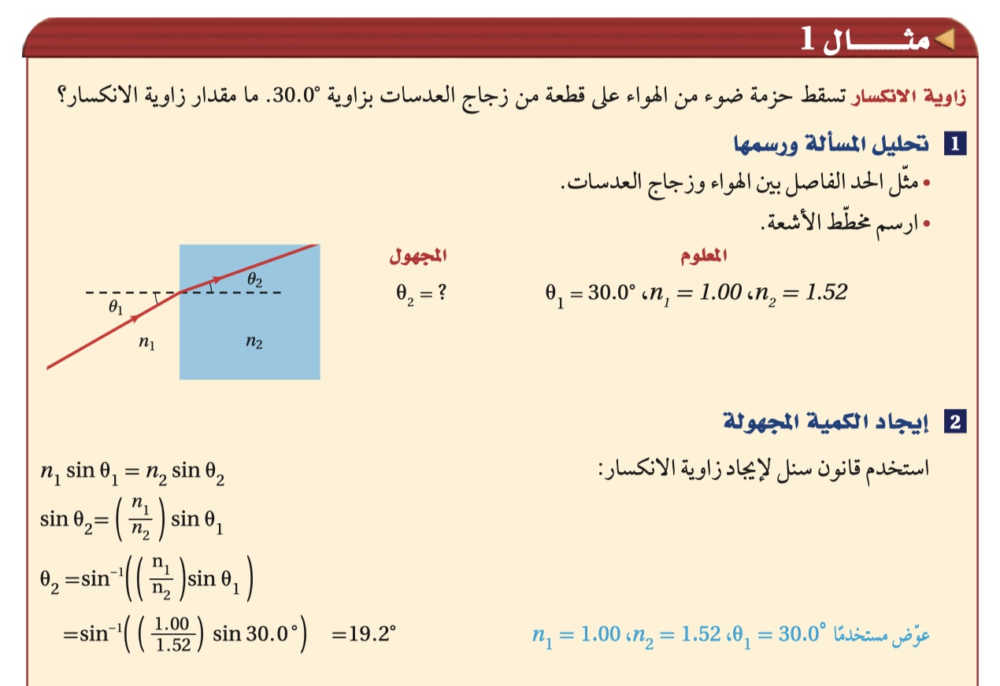 مثـــــــال 1
زاوية الانكسار تسقط حزمة ضوء من الهواء على قطعة من زجاج العدسات بزاوية 30.0°. ما مقدار زاوية الانكسار؟
1 تحليل المسألة ورسمها
• مثّل الحد الفاصل بين الهواء وزجاج العدسات.
• ارسم مخطّط الأشعة.
المعلوم
θ₁ = 30.0° ،n₁ = 1.00 ،n₂ = 1.52
المجهول
θ₂ = ?
θ₂
θ₁
n₁ n₂
2 إيجاد الكمية المجهولة
استخدم قانون سنل لإيجاد زاوية الانكسار:
n₁ sin θ₁ = n₂ sin θ₂
sin θ₂= (n₁/n₂) sin θ₁
θ₂ =sin⁻¹((n₁/n₂)sin θ₁)
عوّض مستخدمًا n₁ = 1.00 ،n₂ = 1.52 ،θ₁ = 30.0°
=sin⁻¹((1.00/1.52) sin 30.0°) =19.2°